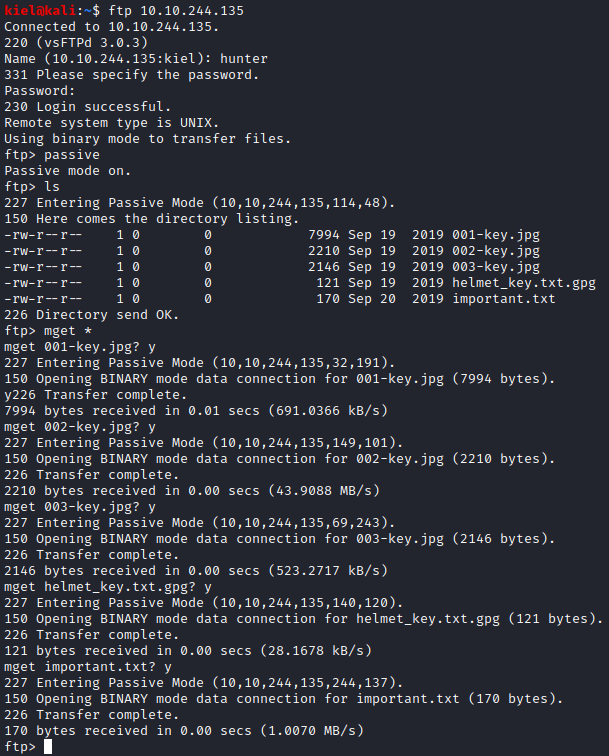 kiel@kali:~$ ftp 10.10.244.135
Connected to 10.10.244.135.
220 (vsFTPd 3.0.3)
Name (10.10.244.135:kiel): hunter
331 Please specify the password.
Password:
230 Login successful.
Remote system type is UNIX.
Using binary mode to transfer files.
ftp> passive
Passive mode on.
ftp> ls
227 Entering Passive Mode (10,10,244,135,114,48).
150 Here comes the directory listing.
-rw-r--r--    1 0        0            7994 Sep 19  2019 001-key.jpg
-rw-r--r--    1 0        0            2210 Sep 19  2019 002-key.jpg
-rw-r--r--    1 0        0            2146 Sep 19  2019 003-key.jpg
-rw-r--r--    1 0        0             121 Sep 19  2019 helmet_key.txt.gpg
-rw-r--r--    1 0        0             170 Sep 20  2019 important.txt
226 Directory send OK.
ftp> mget *
mget 001-key.jpg? y
227 Entering Passive Mode (10,10,244,135,32,191).
150 Opening BINARY mode data connection for 001-key.jpg (7994 bytes).
y226 Transfer complete.
7994 bytes received in 0.01 secs (691.0366 kB/s)
mget 002-key.jpg? y
227 Entering Passive Mode (10,10,244,135,149,101).
150 Opening BINARY mode data connection for 002-key.jpg (2210 bytes).
226 Transfer complete.
2210 bytes received in 0.00 secs (43.9088 MB/s)
mget 003-key.jpg? y
227 Entering Passive Mode (10,10,244,135,69,243).
150 Opening BINARY mode data connection for 003-key.jpg (2146 bytes).
226 Transfer complete.
2146 bytes received in 0.00 secs (523.2717 kB/s)
mget helmet_key.txt.gpg? y
227 Entering Passive Mode (10,10,244,135,140,120).
150 Opening BINARY mode data connection for helmet_key.txt.gpg (121 bytes).
226 Transfer complete.
121 bytes received in 0.00 secs (28.1678 kB/s)
mget important.txt? y
227 Entering Passive Mode (10,10,244,135,244,137).
150 Opening BINARY mode data connection for important.txt (170 bytes).
226 Transfer complete.
170 bytes received in 0.00 secs (1.0070 MB/s)
ftp>